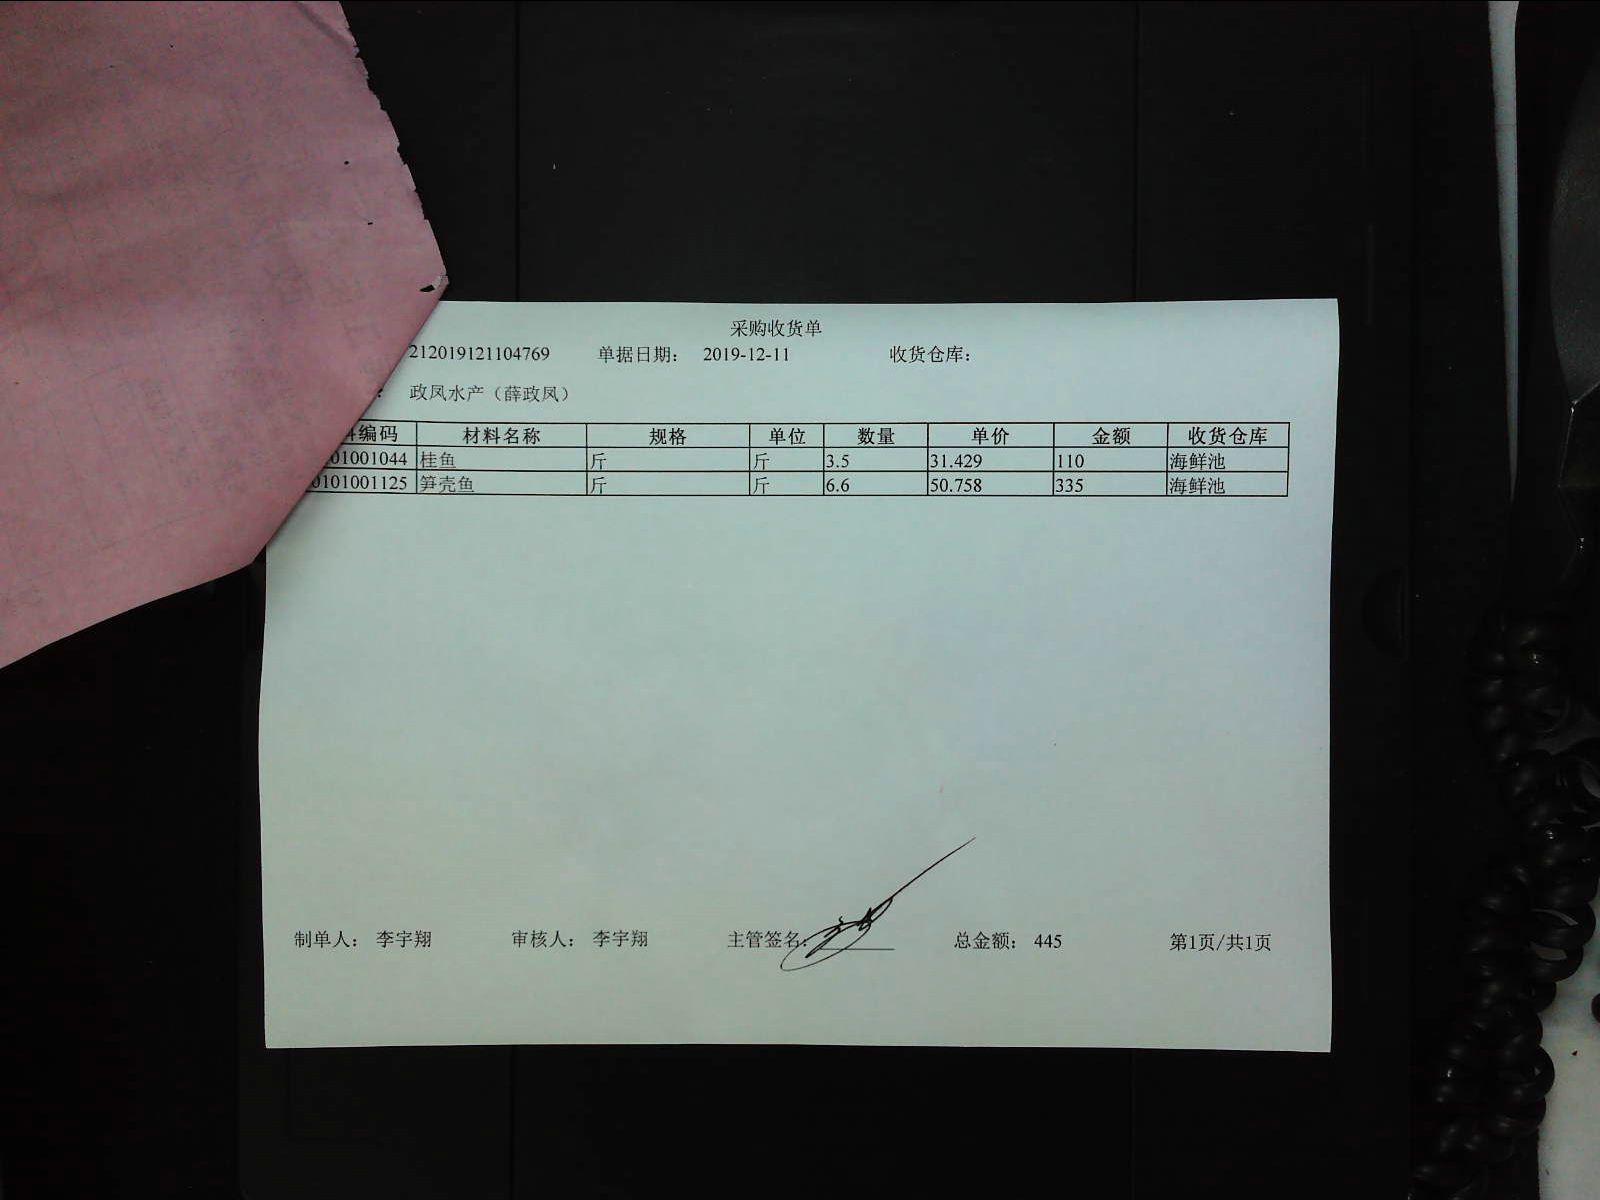 采购收货单
212019121104769 单据日期： 2019-12-11 收货仓库：
： 政凤水产（薛政凤）
料编码 材料名称 规格 单位 数量 单价 金额 收货仓库
01001044 桂鱼 斤 斤 3.5 31.429 110 海鲜池
0101001125 笋壳鱼 斤 斤 6.6 50.758 335 海鲜池
制单人： 李宇翔 审核人： 李宇翔 主管签名： 总金额： 445 第1页/共1页